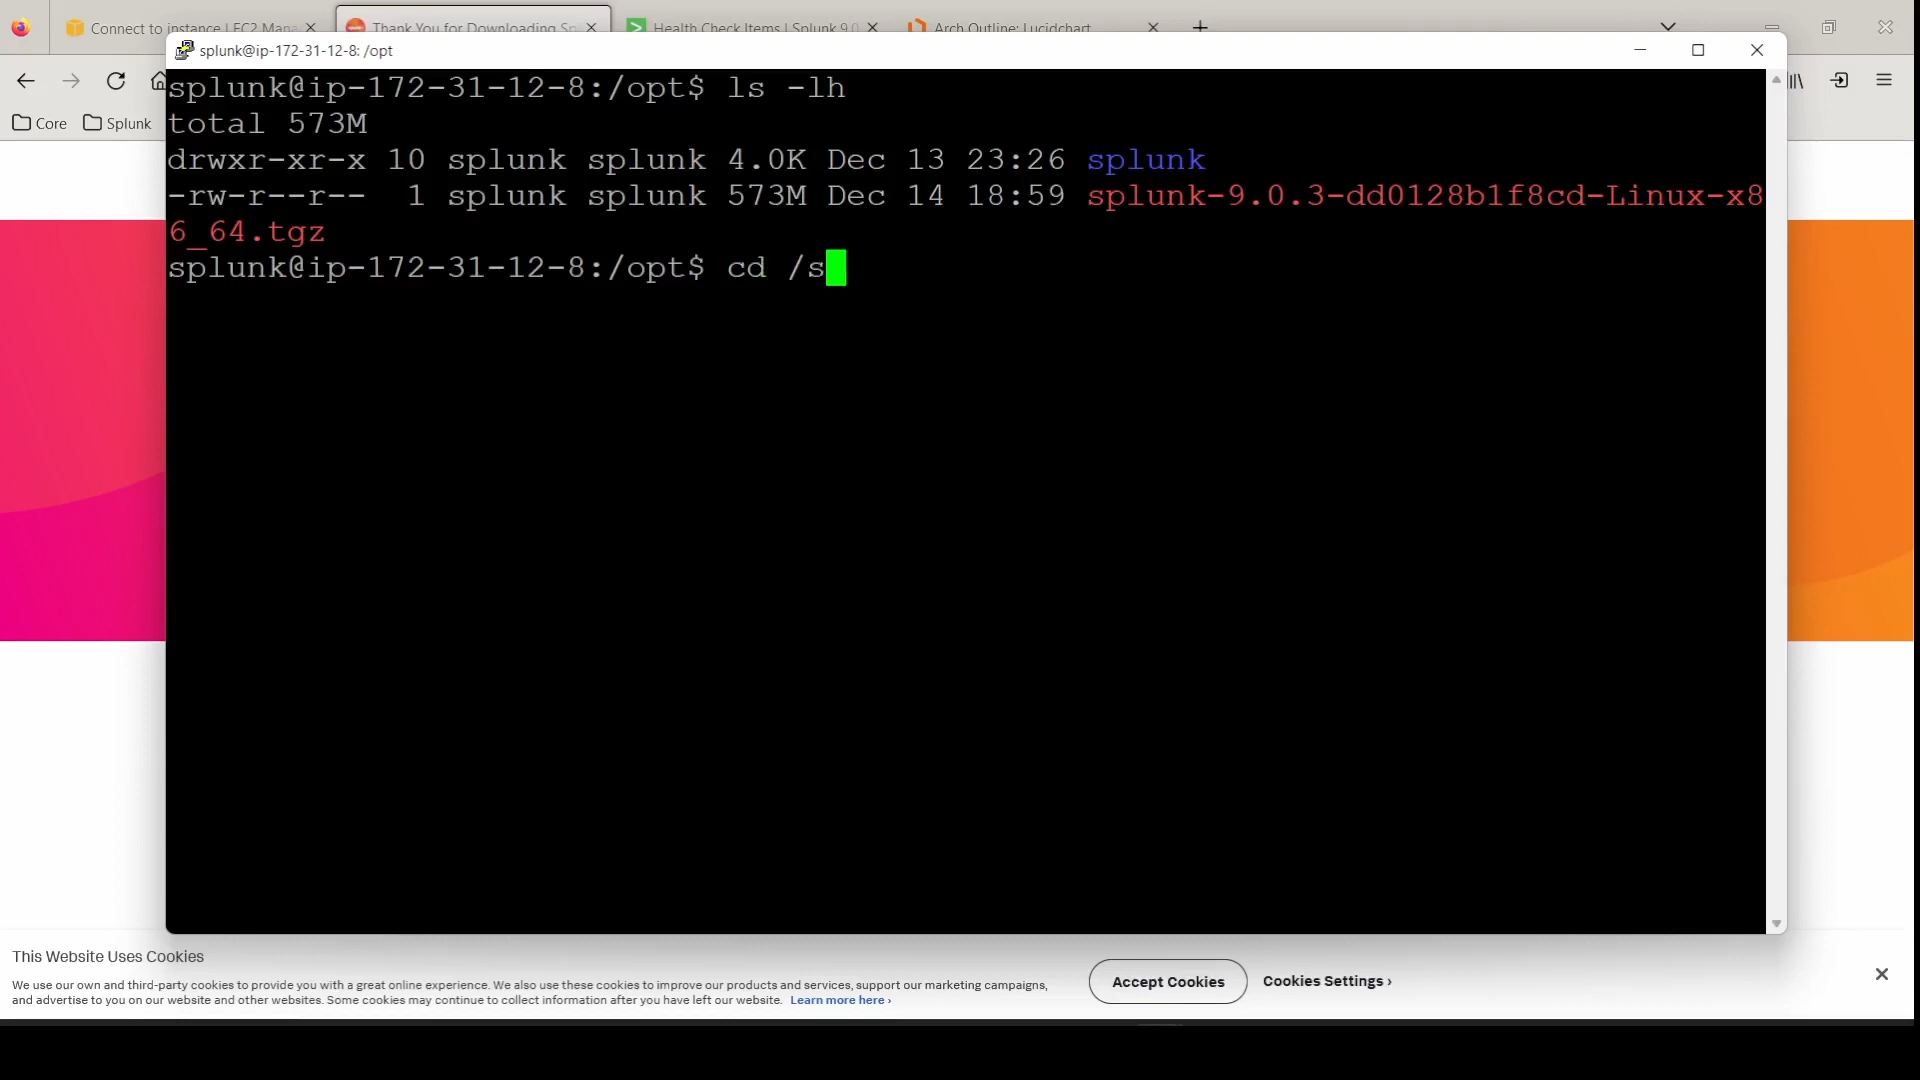 Connect to instance | EC2 Mana
Thank You for Downloading Sp
Health Check Items | Splunk 9.0
Arch Outline: Lucidchart
splunk@ip-172-31-12-8: /opt
Core
Splunk
splunk@ip-172-31-12-8:/opt$ ls -lh
total 573M
drwxr-xr-x 10 splunk splunk 4.0K Dec 13 23:26 splunk
-rw-r--r-- 1 splunk splunk 573M Dec 14 18:59 splunk-9.0.3-dd0128b1f8cd-Linux-x8
6_64.tgz
splunk@ip-172-31-12-8:/opt$ cd /s
This Website Uses Cookies
We use our own and third-party cookies to provide you with a great online experience. We also use these cookies to improve our products and services, support our marketing campaigns,
and advertise to you on our website and other websites. Some cookies may continue to collect information after you have left our website. Learn more here ›
Accept Cookies
Cookies Settings ›